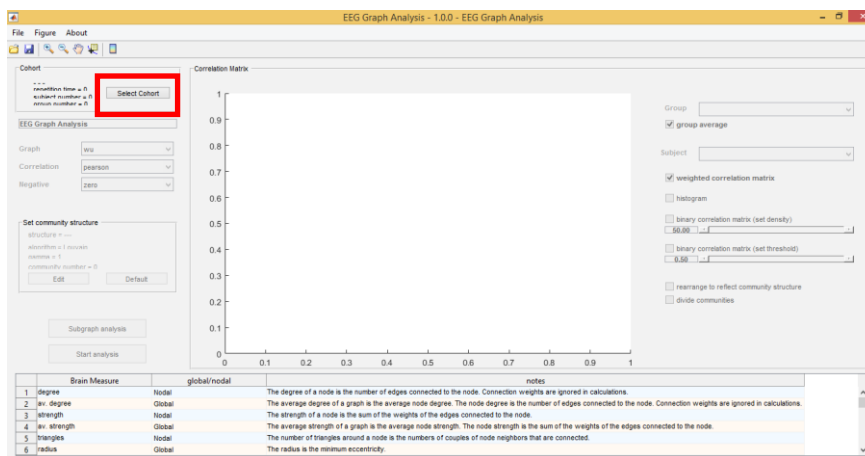 EEG Graph Analysis - 1.0.0 - EEG Graph Analysis
File Figure About
Cohort
repetition time = 0
subject number = 0
group number = 0
Select Cohort
EEG Graph Analysis
Graph wu
Correlation pearson
Negative zero
Set community structure
structure = ---
algorithm = Louvain
gamma = 1
community number = 0
Edit Default
Subgraph analysis
Start analysis
Correlation Matrix
1
0.9
0.8
0.7
0.6
0.5
0.4
0.3
0.2
0.1
0
0 0.1 0.2 0.3 0.4 0.5 0.6 0.7 0.8 0.9 1
Group
group average
Subject
weighted correlation matrix
histogram
binary correlation matrix (set density)
50.00
binary correlation matrix (set threshold)
0.50
rearrange to reflect community structure
divide communities
Brain Measure global/nodal notes
1 degree Nodal The degree of a node is the number of edges connected to the node. Connection weights are ignored in calculations.
2 av. degree Global The average degree of a graph is the average node degree. The node degree is the number of edges connected to the node. Connection weights are ignored in calculations.
3 strength Nodal The strength of a node is the sum of the weights of the edges connected to the node.
4 av. strength Global The average strength of a graph is the average node strength. The node strength is the sum of the weights of the edges connected to the node.
5 triangles Nodal The number of triangles around a node is the numbers of couples of node neighbors that are connected.
6 radius Global The radius is the minimum eccentricity.